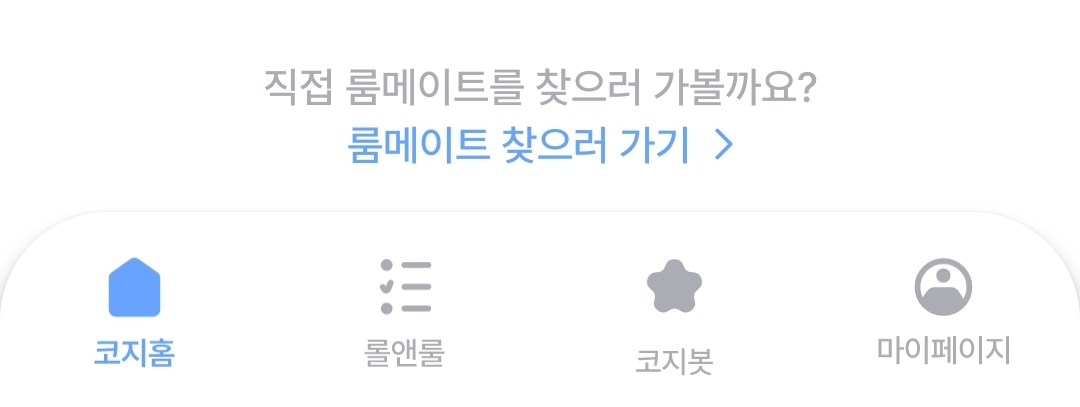 직접 룸메이트를 찾으러 가볼까요?
룸메이트 찾으러 가기 >
코지홈 롤앤룰 코지봇 마이페이지